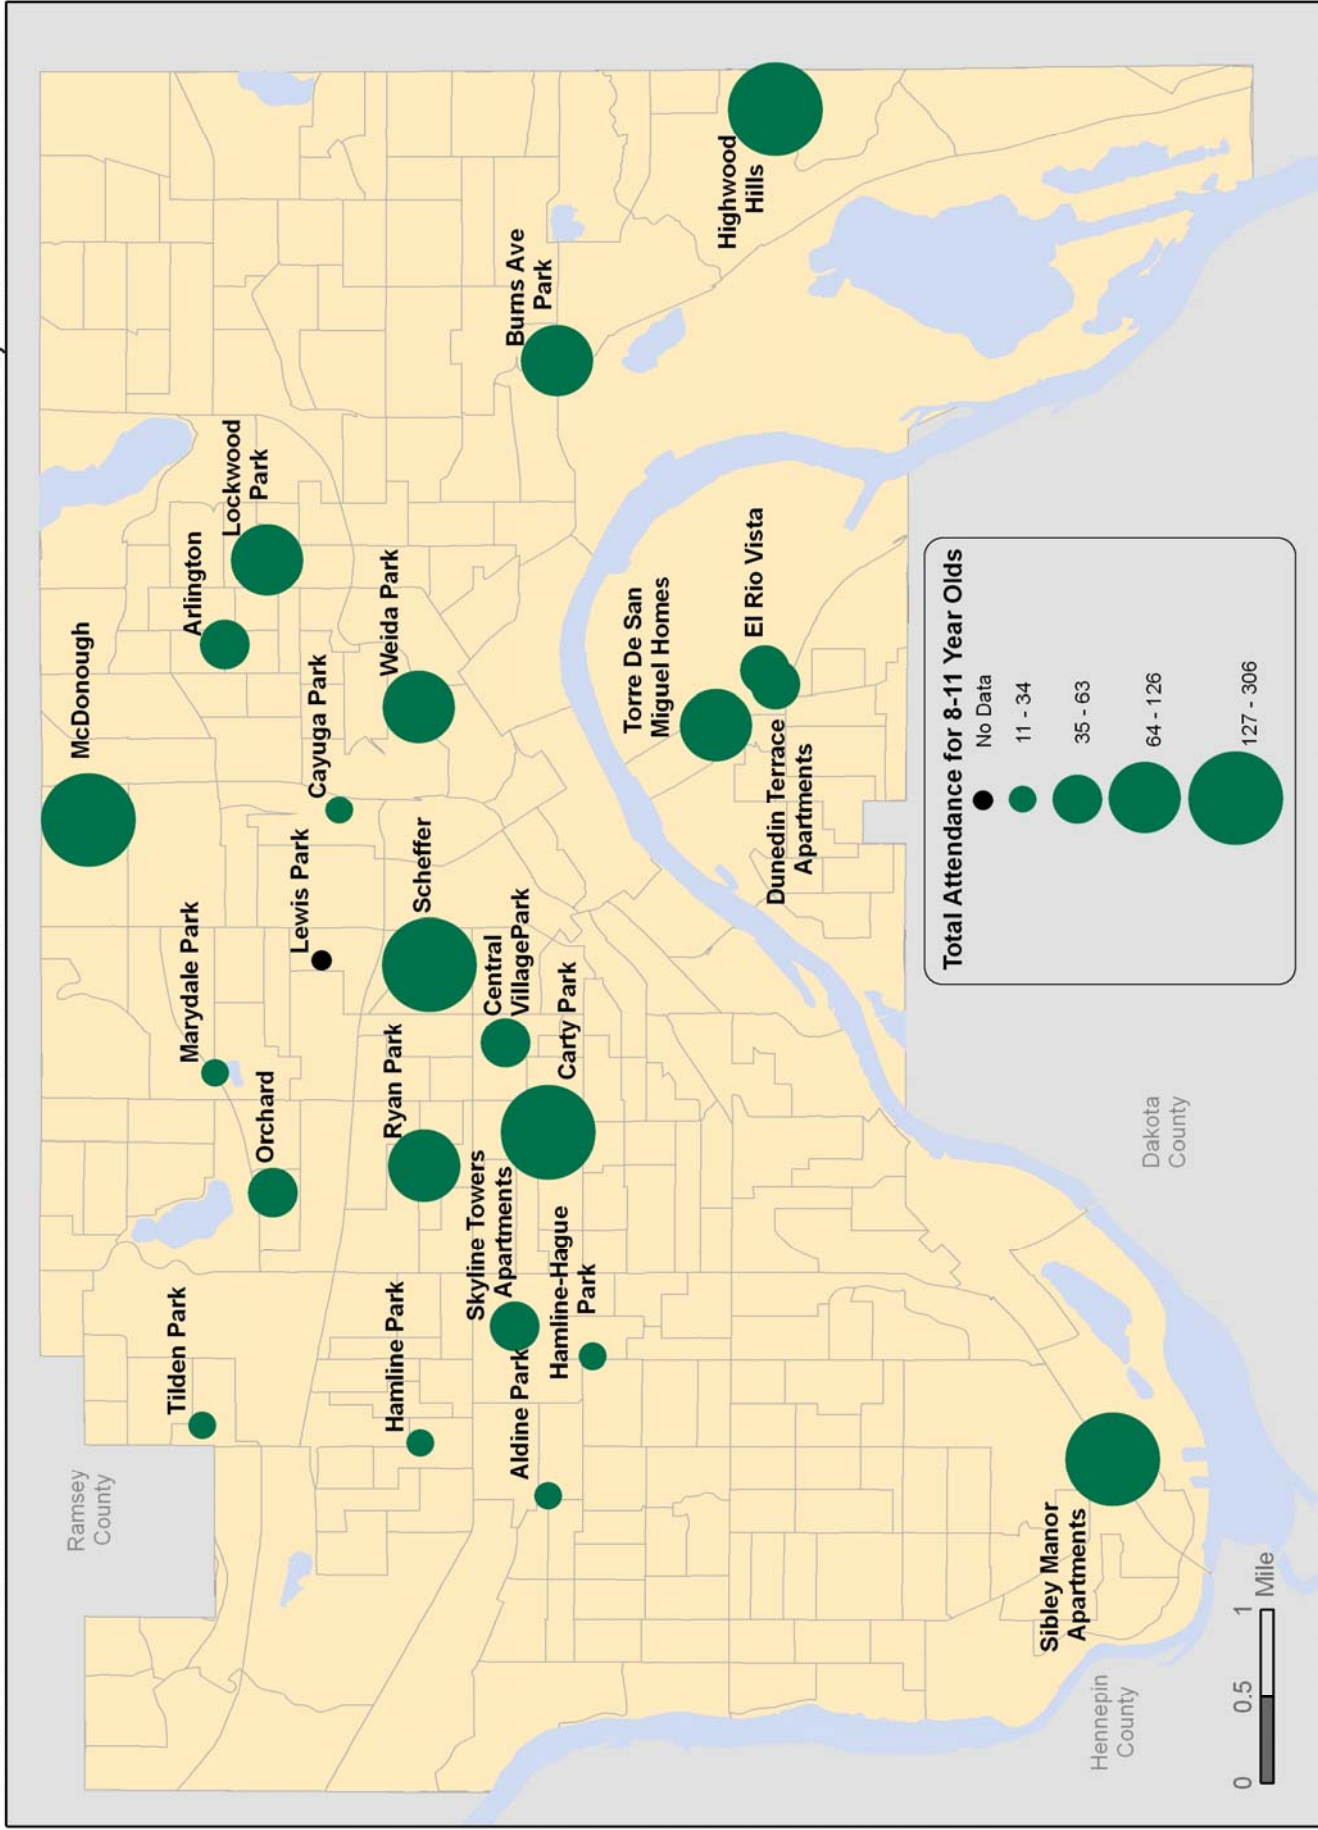 Ramsey
County
Tilden Park
Orchard
Marydale Park
Lewis Park
McDonough
Cayuga Park
Arlington
Lockwood
Park
Weida Park
Scheffer
Ryan Park
Hamline Park
Central
VillagePark
Carty Park
Skyline Towers
Apartments
Aldine Park
Hamline-Hague
Park
Burns Ave
Park
Highwood
Hills
Torre De San
Miguel Homes
El Rio Vista
Dunedin Terrace
Apartments
Sibley Manor
Apartments
Hennepin
County
Dakota
County
0 0.5 1
Mile
Total Attendance for 8-11 Year Olds
No Data
11 - 34
35 - 63
64 - 126
127 - 306